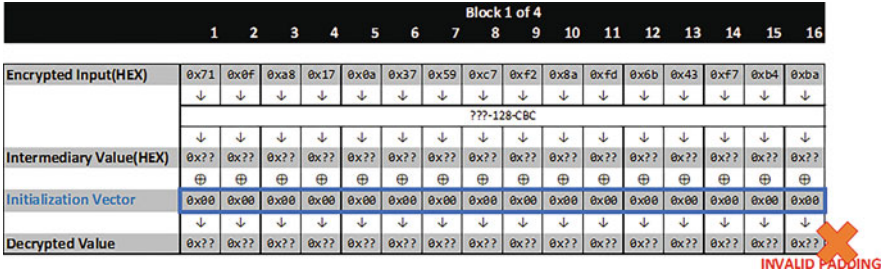 Block 1 of 4
1 2 3 4 5 6 7 8 9 10 11 12 13 14 15 16
Encrypted Input(HEX) 0x71 0x0f 0xa8 0x17 0x0a 0x37 0x59 0xc7 0xf2 0x8a 0xfd 0x6b 0x43 0xf7 0xb4 0xba
↓ ↓ ↓ ↓ ↓ ↓ ↓ ↓ ↓ ↓ ↓ ↓ ↓ ↓ ↓ ↓
???-128-CBC
↓ ↓ ↓ ↓ ↓ ↓ ↓ ↓ ↓ ↓ ↓ ↓ ↓ ↓ ↓ ↓
Intermediary Value(HEX) 0x?? 0x?? 0x?? 0x?? 0x?? 0x?? 0x?? 0x?? 0x?? 0x?? 0x?? 0x?? 0x?? 0x?? 0x?? 0x??
⊕ ⊕ ⊕ ⊕ ⊕ ⊕ ⊕ ⊕ ⊕ ⊕ ⊕ ⊕ ⊕ ⊕ ⊕ ⊕
Initialization Vector 0x00 0x00 0x00 0x00 0x00 0x00 0x00 0x00 0x00 0x00 0x00 0x00 0x00 0x00 0x00 0x00
↓ ↓ ↓ ↓ ↓ ↓ ↓ ↓ ↓ ↓ ↓ ↓ ↓ ↓ ↓ ↓
Decrypted Value 0x?? 0x?? 0x?? 0x?? 0x?? 0x?? 0x?? 0x?? 0x?? 0x?? 0x?? 0x?? 0x?? 0x?? 0x?? 0x??
INVALID PADDING